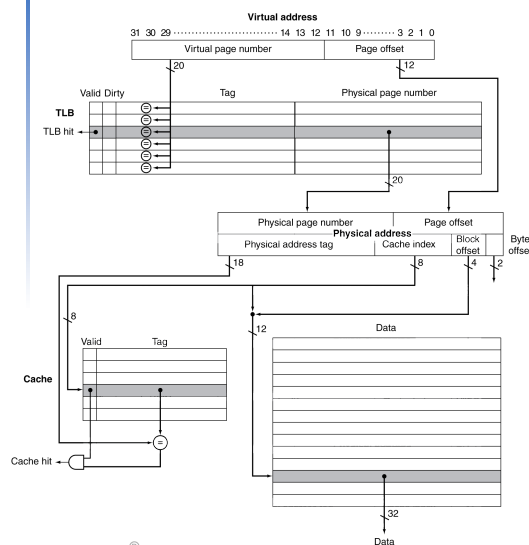 Virtual address
31 30 29 ··································· 14 13 12 11 10 9 ········ 3 2 1 0
Virtual page number Page offset
20 12
Valid Dirty Tag Physical page number
TLB
=
=
TLB hit =
=
=
=
20
Physical page number Page offset
Physical address
Physical address tag Cache index Block offset Byte offse
18 8 4 2
8 12 Data
Valid Tag
Cache
=
Cache hit
32
Data